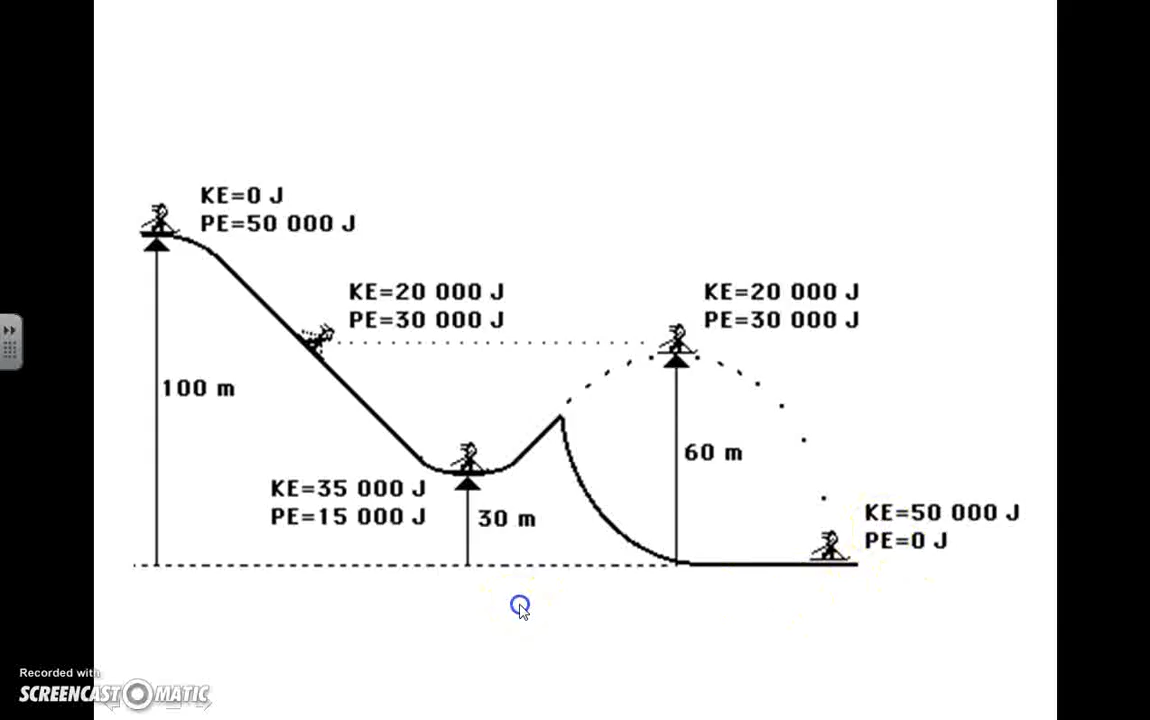 KE=0 J
PE=50 000 J
KE=20 000 J
PE=30 000 J
KE=20 000 J
PE=30 000 J
100 m
60 m
KE=35 000 J
PE=15 000 J
30 m
KE=50 000 J
PE=0 J
Recorded with
SCREENCAST-O-MATIC